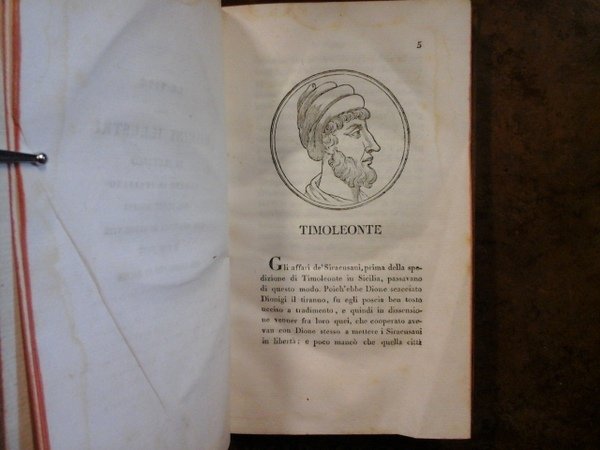 5
TIMOLEONTE
Gli affari de' Siracusani, prima della spe-
dizione di Timoleonte in Sicilia, passavano
di questo modo. Poich'ebbe Dione scacciato
Dionigi il tiranno, fu egli poscia ben tosto
ucciso a tradimento, e quindi in dissensio-
ne venner fra loro quei, che cooperato ave-
van con Dione stesso a mettere i Siracusani
in libertà; e poco mancò che quella città